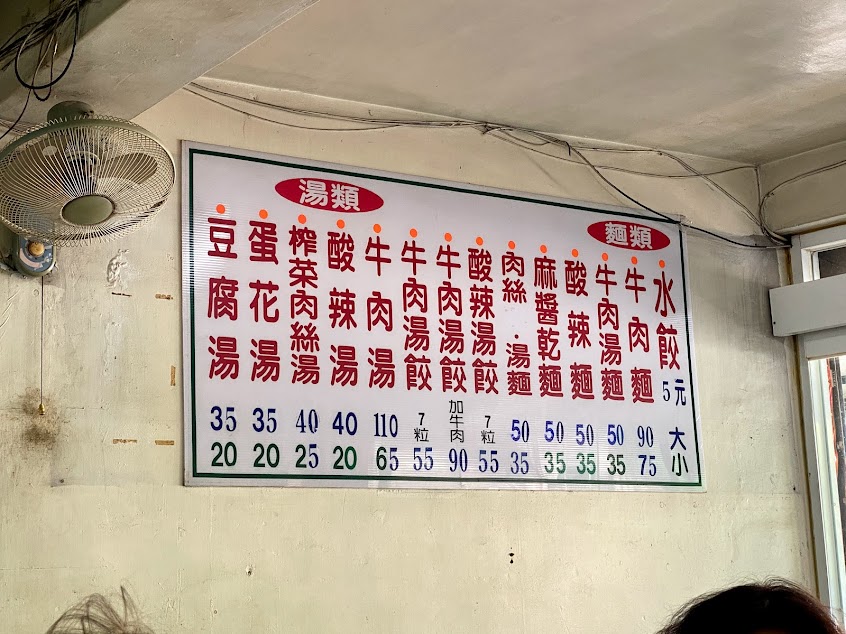 麵類
水餃 5元 大 小
牛肉麵 90 75
牛肉湯麵 50 35
酸辣麵 50 35
麻醬乾麵 50 35
肉絲．湯麵 50 35
酸辣湯餃 7粒 55
牛肉湯餃 加牛肉 90
牛肉湯餃 7粒 55
湯類
牛肉湯 110 65
酸辣湯 40 20
榨菜肉絲湯 40 25
蛋花湯 35 20
豆腐湯 35 20